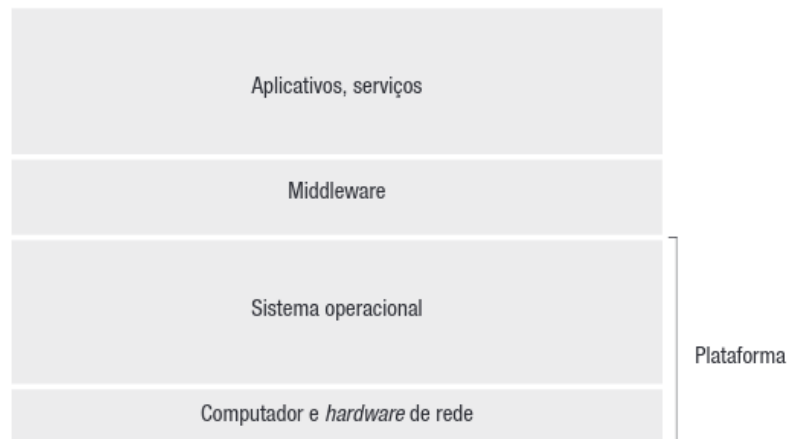 Aplicativos, serviços
Middleware
Sistema operacional
Plataforma
Computador e hardware de rede